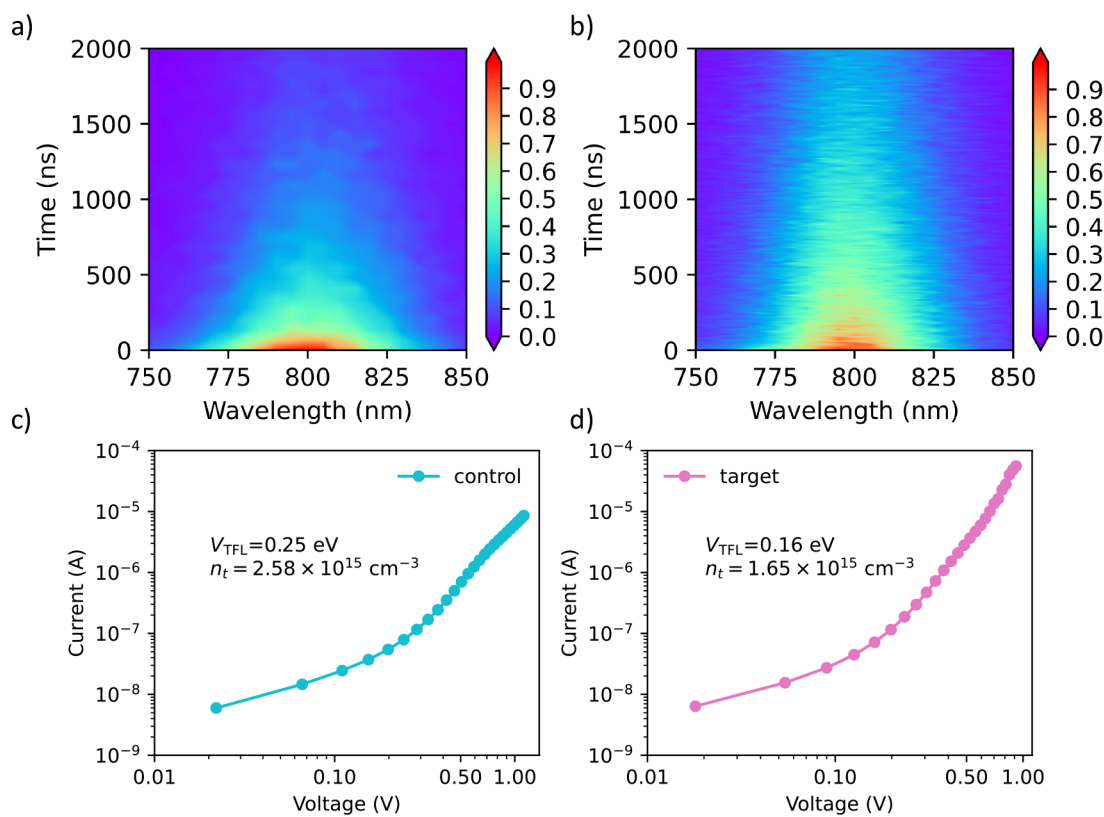 a)
2000
1500
1000
500
0
Time (ns)
750 775 800 825 850
Wavelength (nm)
0.9
0.8
0.7
0.6
0.5
0.4
0.3
0.2
0.1
0.0
b)
2000
1500
1000
500
0
Time (ns)
750 775 800 825 850
Wavelength (nm)
0.9
0.8
0.7
0.6
0.5
0.4
0.3
0.2
0.1
0.0
c)
10⁻⁴
10⁻⁵
10⁻⁶
10⁻⁷
10⁻⁸
10⁻⁹
Current (A)
control
V_TFL=0.25 eV
n_t = 2.58 × 10¹⁵ cm⁻³
0.01 0.10 0.50 1.00
Voltage (V)
d)
10⁻⁴
10⁻⁵
10⁻⁶
10⁻⁷
10⁻⁸
10⁻⁹
Current (A)
target
V_TFL=0.16 eV
n_t = 1.65 × 10¹⁵ cm⁻³
0.01 0.10 0.50 1.00
Voltage (V)